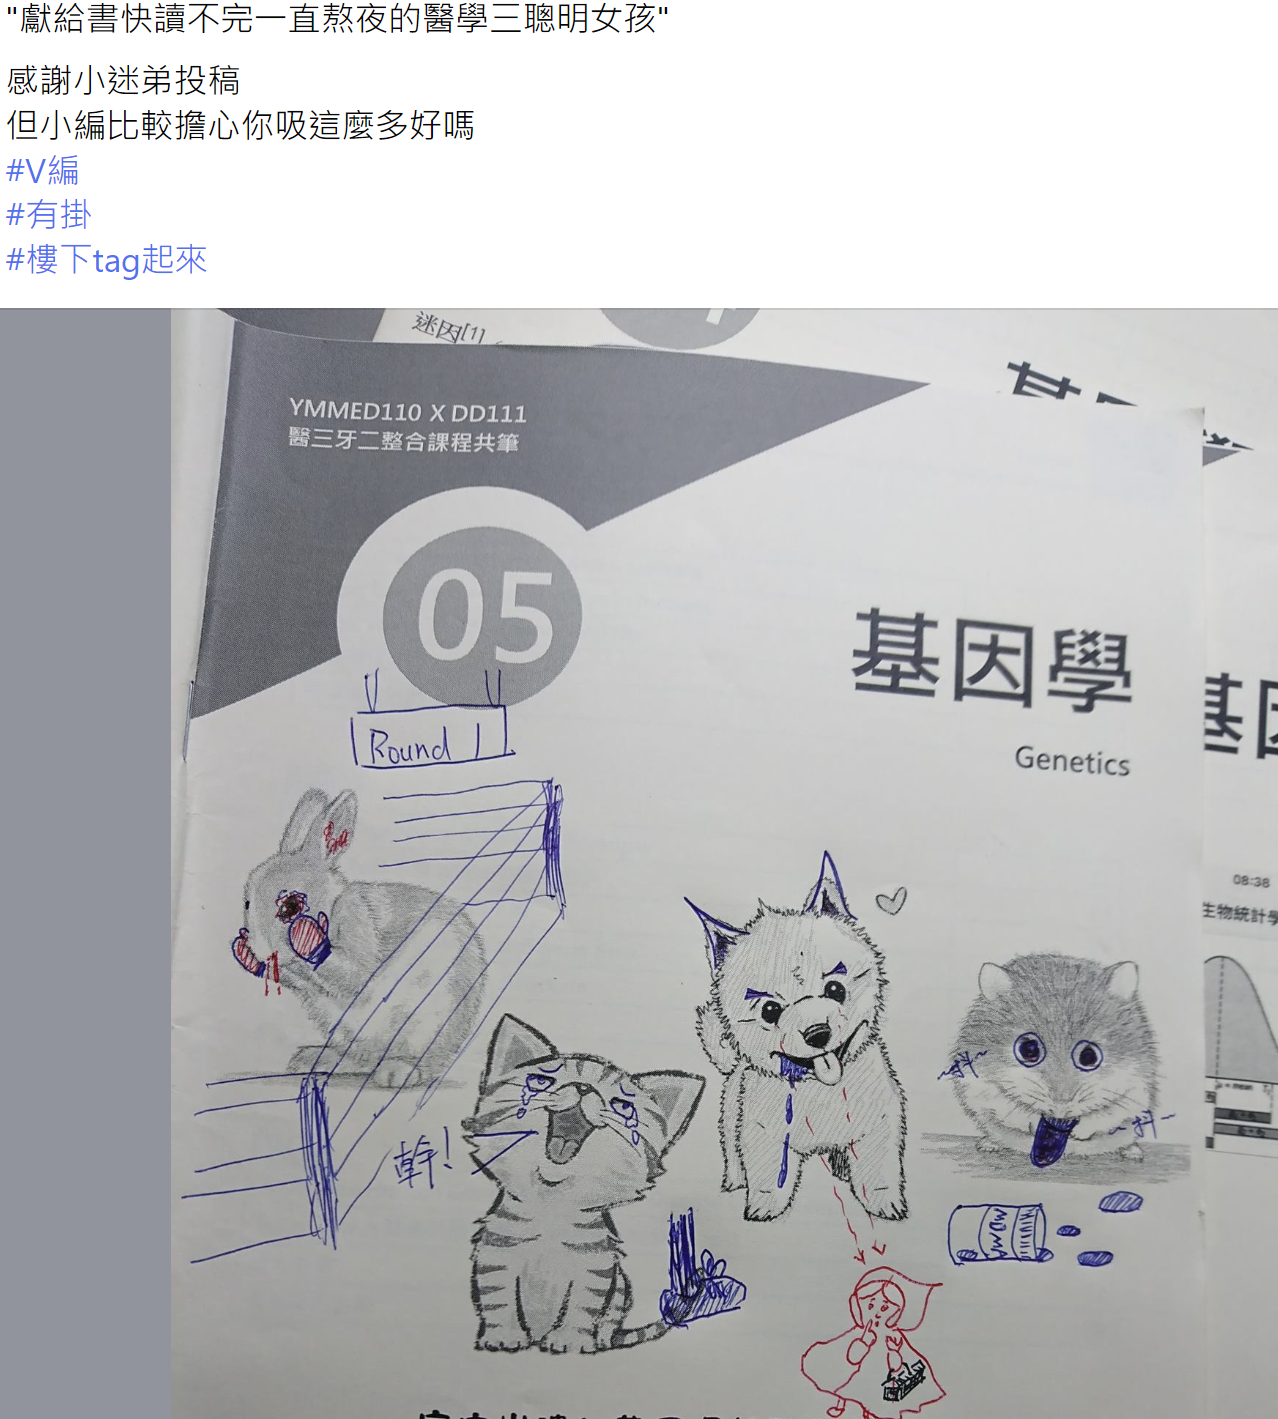 "獻給書快讀不完一直熬夜的醫學三聰明女孩"
感謝小迷弟投稿
但小編比較擔心你吸這麼多好嗎
#V編
#有掛
#樓下tag起來
迷因[1]
YMMED110 X DD111
醫三牙二整合課程共筆
05
基因學
Genetics
Round 1
08:38
生物統計學
幹!
~抖~
~抖~